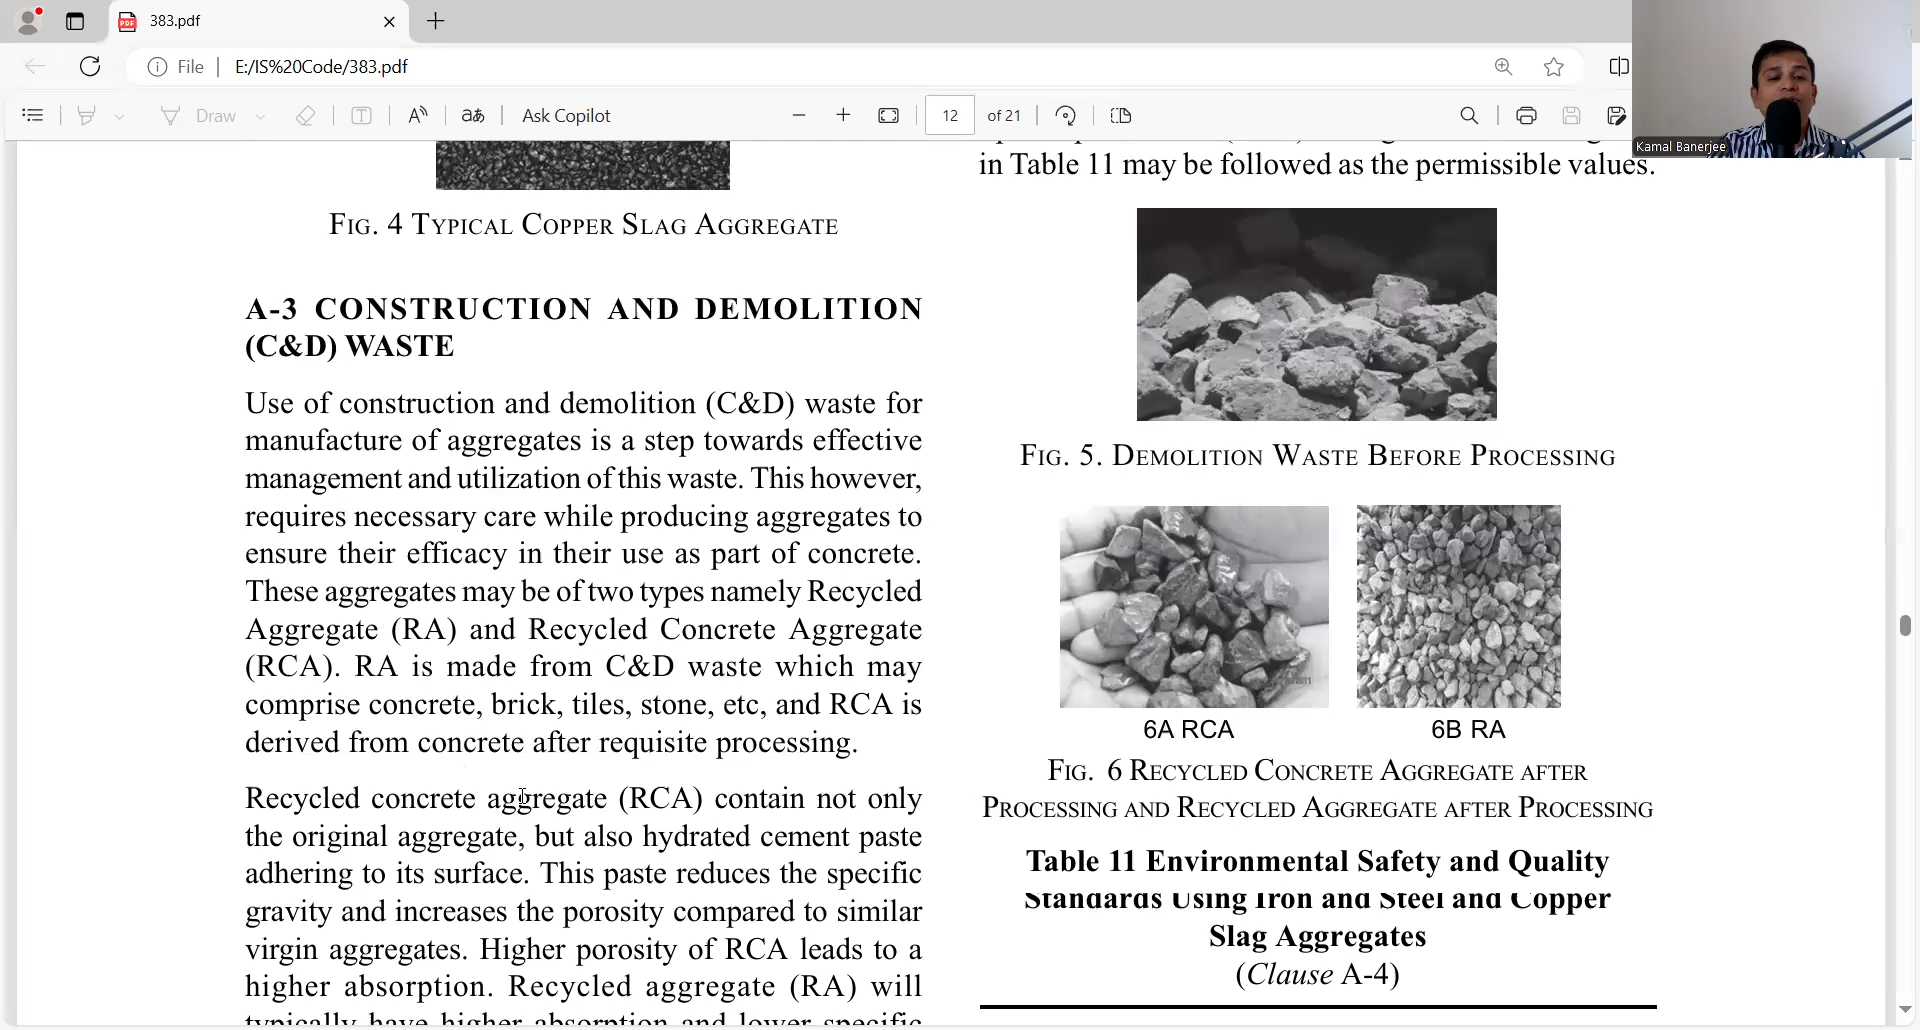 383.pdf
File
E:/IS%20Code/383.pdf
Draw
Ask Copilot
12 of 21
Kamal Banerjee
FIG. 4 TYPICAL COPPER SLAG AGGREGATE
A-3 CONSTRUCTION AND DEMOLITION
(C&D) WASTE
Use of construction and demolition (C&D) waste for
manufacture of aggregates is a step towards effective
management and utilization of this waste. This however,
requires necessary care while producing aggregates to
ensure their efficacy in their use as part of concrete.
These aggregates may be of two types namely Recycled
Aggregate (RA) and Recycled Concrete Aggregate
(RCA). RA is made from C&D waste which may
comprise concrete, brick, tiles, stone, etc, and RCA is
derived from concrete after requisite processing.
Recycled concrete aggregate (RCA) contain not only
the original aggregate, but also hydrated cement paste
adhering to its surface. This paste reduces the specific
gravity and increases the porosity compared to similar
virgin aggregates. Higher porosity of RCA leads to a
higher absorption. Recycled aggregate (RA) will
typically have higher absorption and lower specific
in Table 11 may be followed as the permissible values.
FIG. 5. DEMOLITION WASTE BEFORE PROCESSING
6A RCA
6B RA
FIG. 6 RECYCLED CONCRETE AGGREGATE AFTER
PROCESSING AND RECYCLED AGGREGATE AFTER PROCESSING
Table 11 Environmental Safety and Quality
Standards Using Iron and Steel and Copper
Slag Aggregates
(Clause A-4)